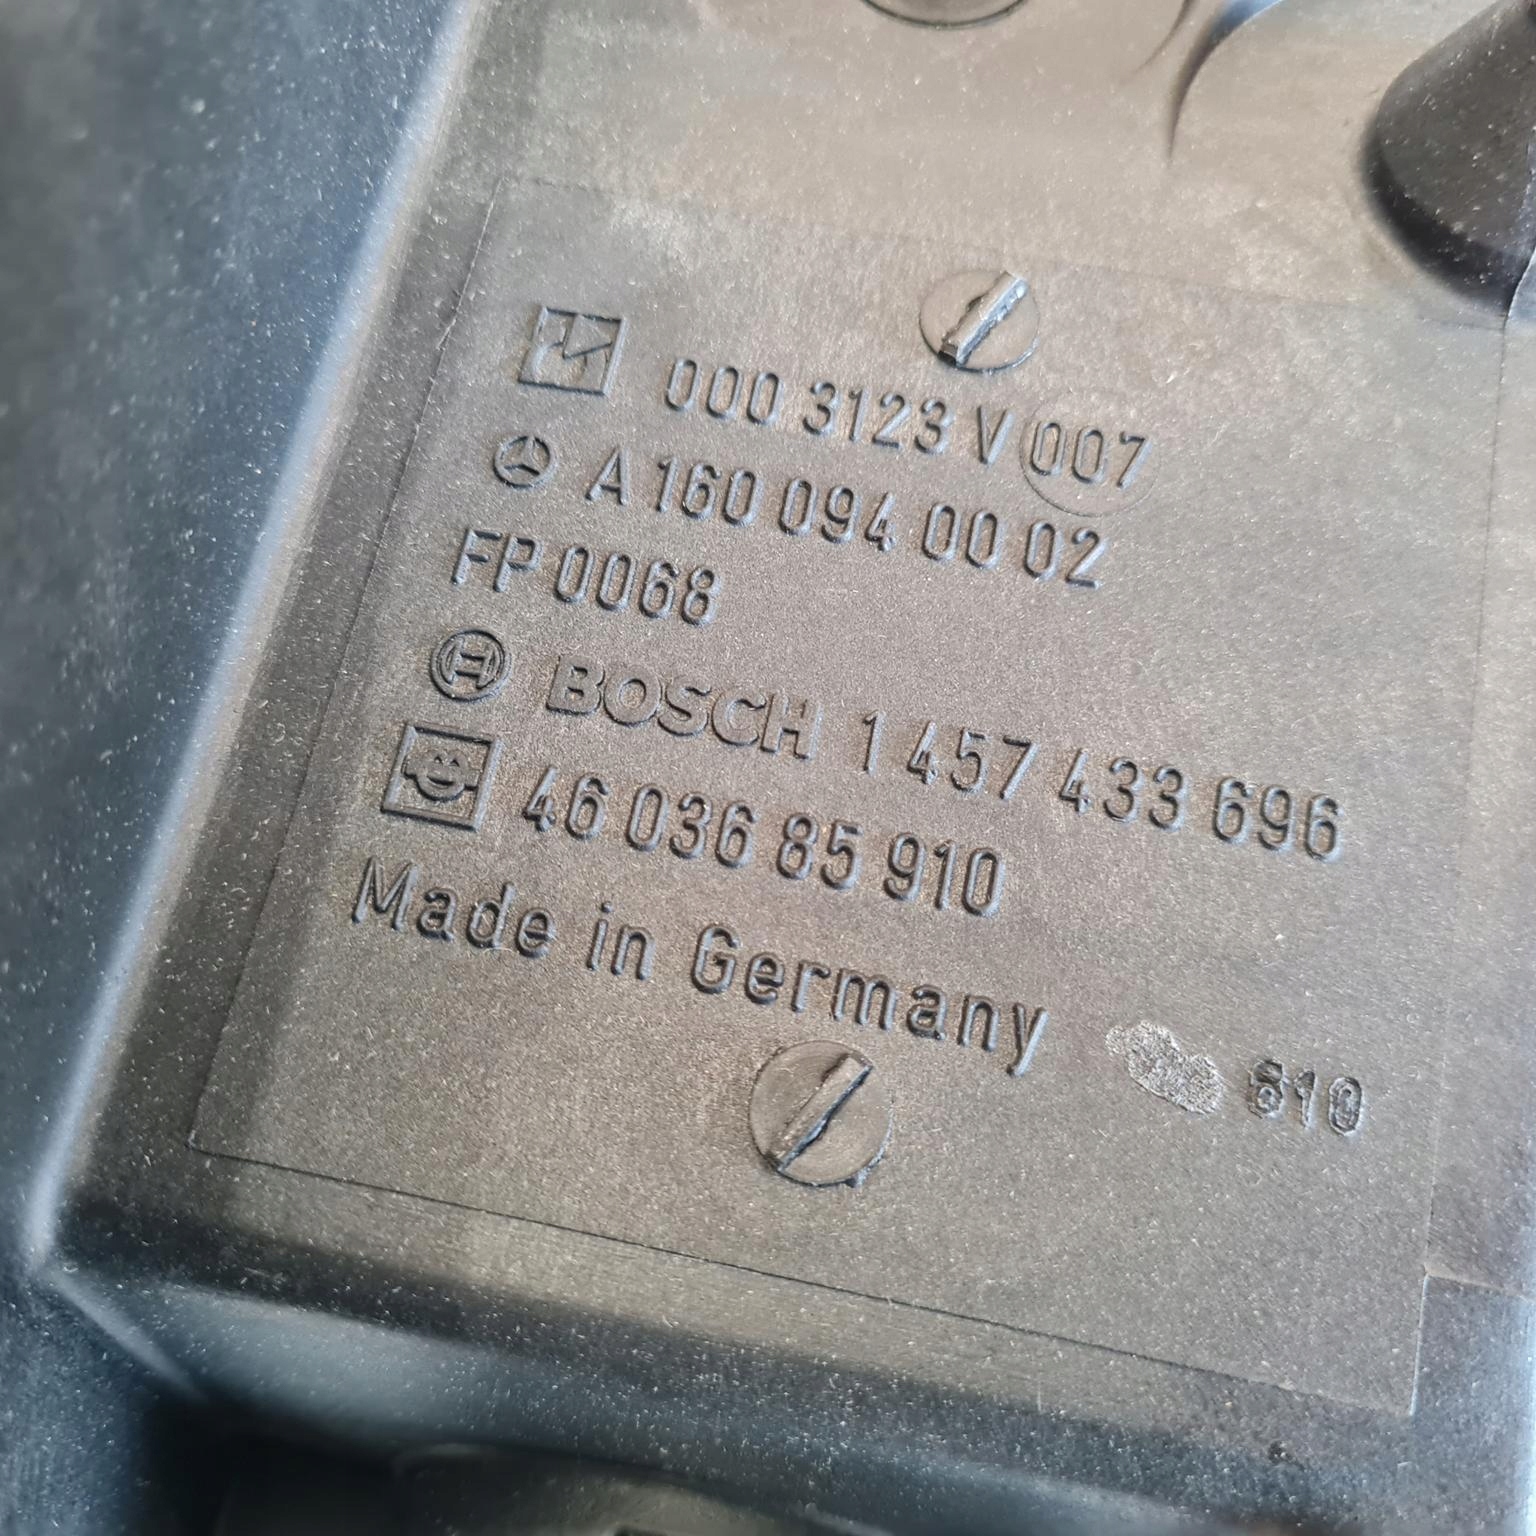 000 3123 V 007
A 160 094 00 02
FP 0068
BOSCH 1 457 433 696
46 036 85 910
Made in Germany
610